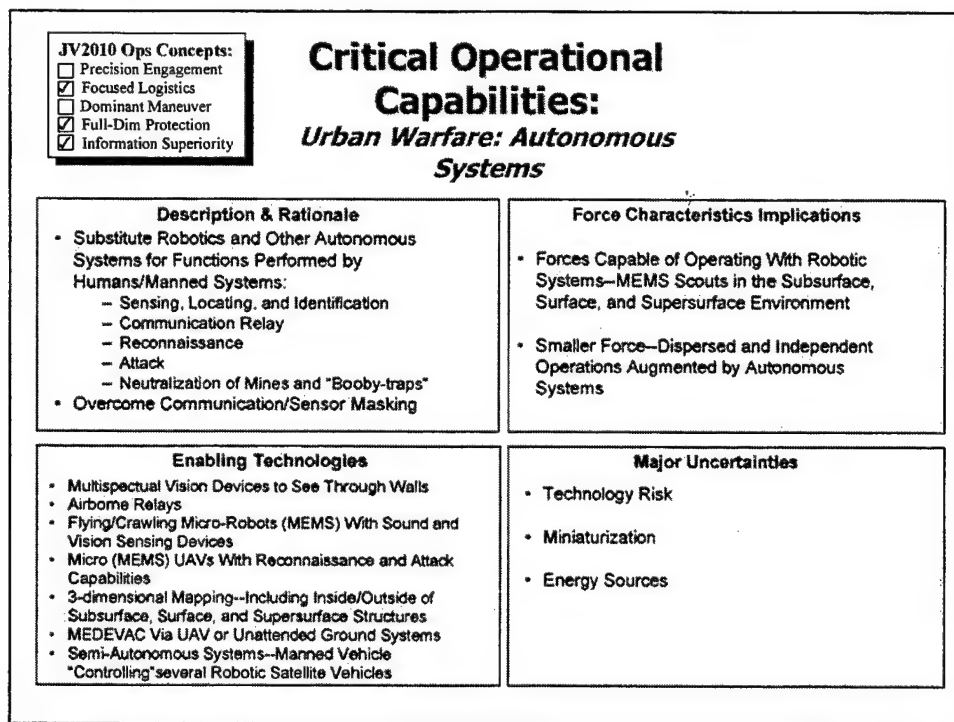 JV2010 Ops Concepts:
☐ Precision Engagement
☑ Focused Logistics
☐ Dominant Maneuver
☑ Full-Dim Protection
☑ Information Superiority
Critical Operational
Capabilities:
Urban Warfare: Autonomous
Systems
Description & Rationale
• Substitute Robotics and Other Autonomous
Systems for Functions Performed by
Humans/Manned Systems:
– Sensing, Locating, and Identification
– Communication Relay
– Reconnaissance
– Attack
– Neutralization of Mines and "Booby-traps"
• Overcome Communication/Sensor Masking
Force Characteristics Implications
• Forces Capable of Operating With Robotic
Systems--MEMS Scouts in the Subsurface,
Surface, and Supersurface Environment
• Smaller Force--Dispersed and Independent
Operations Augmented by Autonomous
Systems
Enabling Technologies
• Multispectual Vision Devices to See Through Walls
• Airborne Relays
• Flying/Crawling Micro-Robots (MEMS) With Sound and
Vision Sensing Devices
• Micro (MEMS) UAVs With Reconnaissance and Attack
Capabilities
• 3-dimensional Mapping--Including Inside/Outside of
Subsurface, Surface, and Supersurface Structures
• MEDEVAC Via UAV or Unattended Ground Systems
• Semi-Autonomous Systems--Manned Vehicle
"Controlling"several Robotic Satellite Vehicles
Major Uncertainties
• Technology Risk
• Miniaturization
• Energy Sources